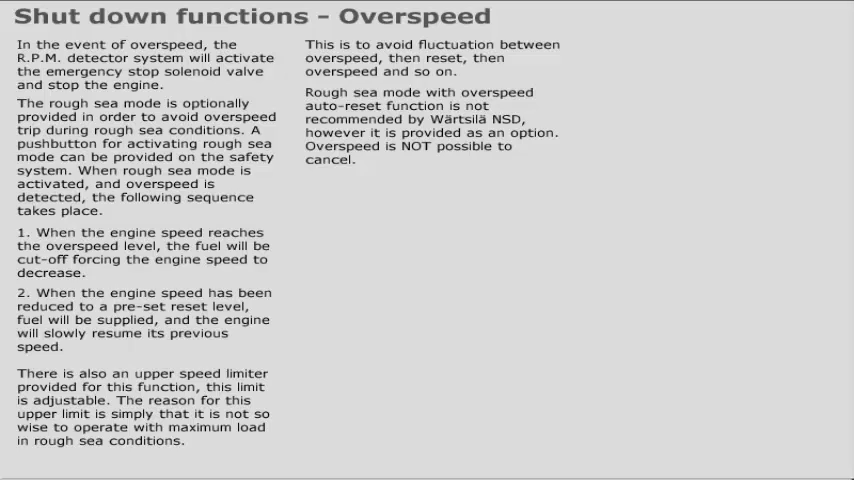 Shut down functions - Overspeed
In the event of overspeed, the
R.P.M. detector system will activate
the emergency stop solenoid valve
and stop the engine.
The rough sea mode is optionally
provided in order to avoid overspeed
trip during rough sea conditions. A
pushbutton for activating rough sea
mode can be provided on the safety
system. When rough sea mode is
activated, and overspeed is
detected, the following sequence
takes place.
1. When the engine speed reaches
the overspeed level, the fuel will be
cut-off forcing the engine speed to
decrease.
2. When the engine speed has been
reduced to a pre-set reset level,
fuel will be supplied, and the engine
will slowly resume its previous
speed.
There is also an upper speed limiter
provided for this function, this limit
is adjustable. The reason for this
upper limit is simply that it is not so
wise to operate with maximum load
in rough sea conditions.
This is to avoid fluctuation between
overspeed, then reset, then
overspeed and so on.
Rough sea mode with overspeed
auto-reset function is not
recommended by Wärtsilä NSD,
however it is provided as an option.
Overspeed is NOT possible to
cancel.